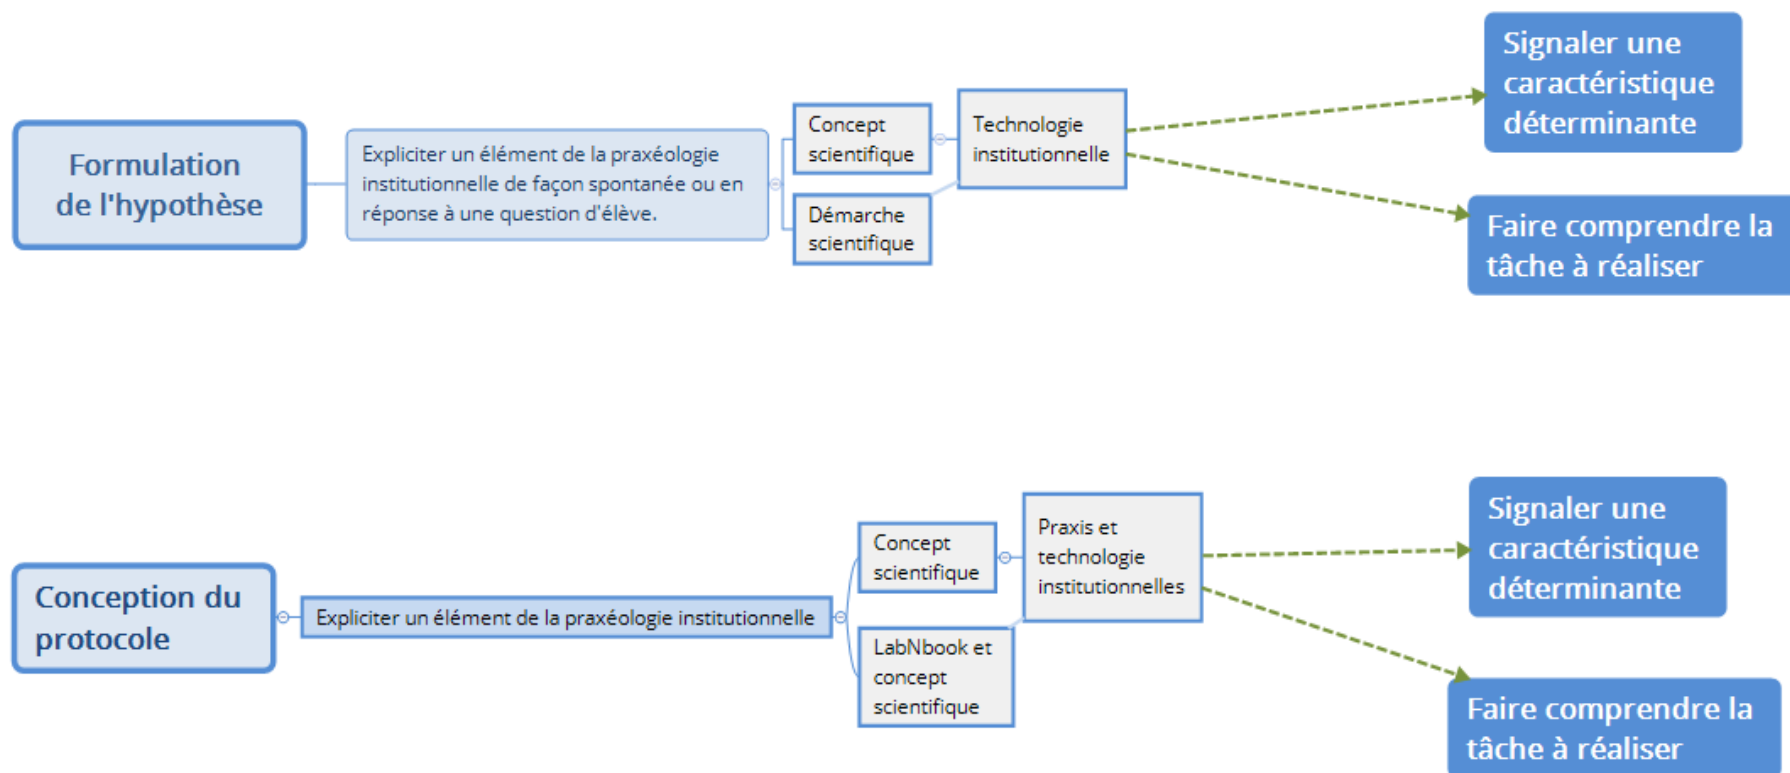 Formulation
de l'hypothèse
Expliciter un élément de la praxéologie
institutionnelle de façon spontanée ou en
réponse à une question d'élève.
Concept
scientifique
Démarche
scientifique
Technologie
institutionnelle
Signaler une
caractéristique
déterminante
Faire comprendre la
tâche à réaliser
Conception du
protocole
Expliciter un élément de la praxéologie institutionnelle
Concept
scientifique
LabNbook et
concept
scientifique
Praxis et
technologie
institutionnelles
Signaler une
caractéristique
déterminante
Faire comprendre la
tâche à réaliser